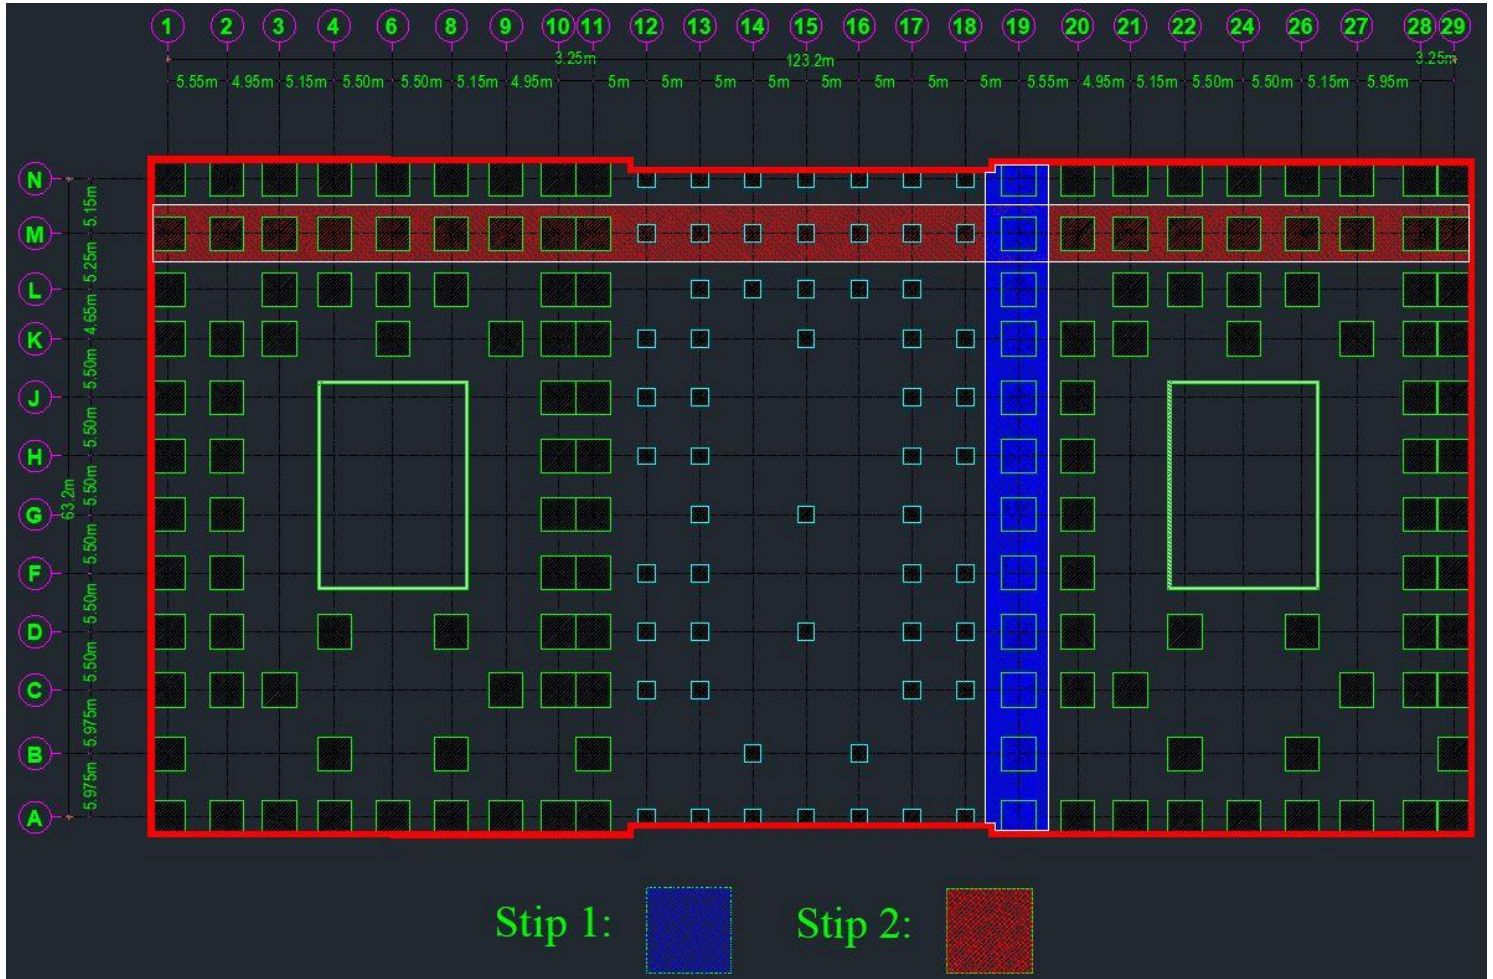 1 2 3 4 6 8 9 10 11 12 13 14 15 16 17 18 19 20 21 22 24 26 27 28 29
3.25m 123.2m 3.25m
5.55m 4.95m 5.15m 5.50m 5.50m 5.15m 4.95m 5m 5m 5m 5m 5m 5m 5m 5m 5.55m 4.95m 5.15m 5.50m 5.50m 5.15m 5.95m
N
5.15m
M
5.25m
L
4.65m
K
5.50m
J
5.50m
H
63.2m
5.50m
G
5.50m
F
5.50m
D
5.50m
C
5.975m
B
5.975m
A
Stip 1: Stip 2: